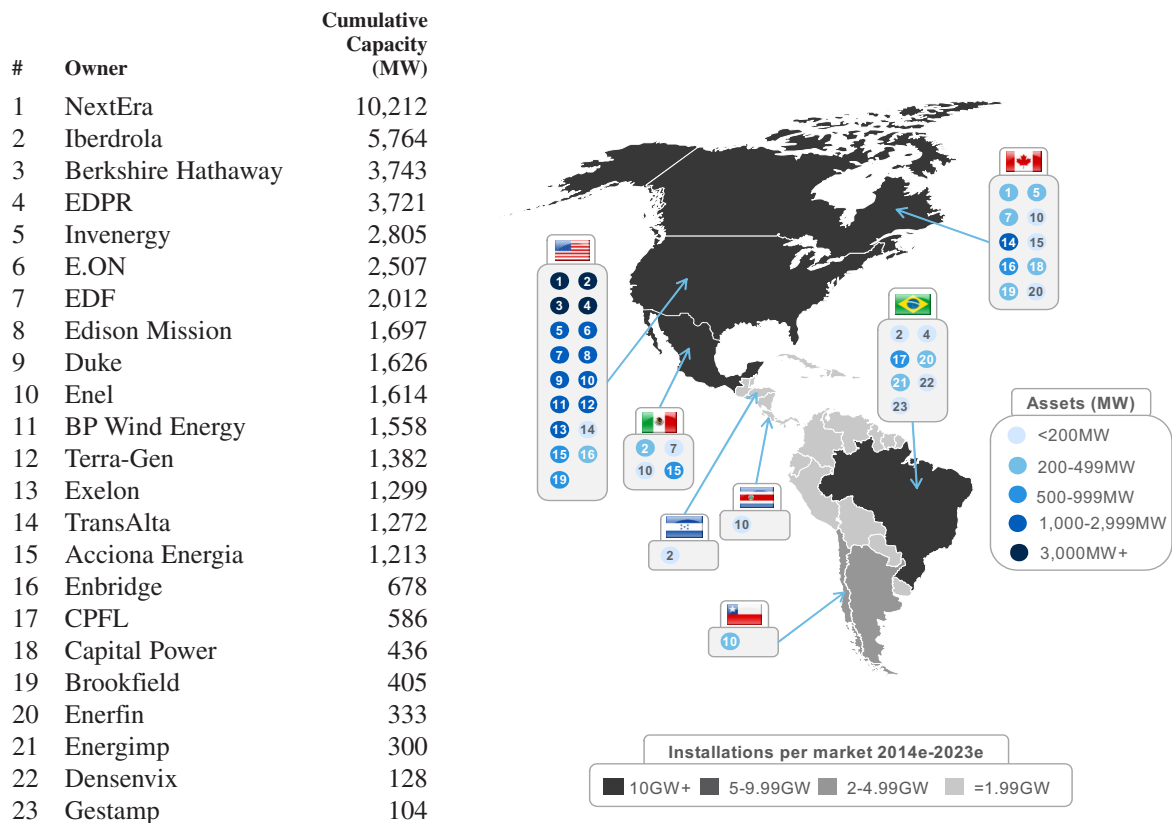 Cumulative
Capacity
# Owner (MW)
1 NextEra 10,212
2 Iberdrola 5,764
3 Berkshire Hathaway 3,743
4 EDPR 3,721
5 Invenergy 2,805
6 E.ON 2,507
7 EDF 2,012
8 Edison Mission 1,697
9 Duke 1,626
10 Enel 1,614
11 BP Wind Energy 1,558
12 Terra-Gen 1,382
13 Exelon 1,299
14 TransAlta 1,272
15 Acciona Energia 1,213
16 Enbridge 678
17 CPFL 586
18 Capital Power 436
19 Brookfield 405
20 Enerfin 333
21 Energimp 300
22 Densenvix 128
23 Gestamp 104
1 5
7 10
14 15
16 18
19 20
1 2
3 4
5 6
7 8
9 10
11 12
13 14
15 16
19
2 4
17 20
21 22
23
2 7
10 15
10
2
10
Assets (MW)
<200MW
200-499MW
500-999MW
1,000-2,999MW
3,000MW+
Installations per market 2014e-2023e
10GW+ 5-9.99GW 2-4.99GW =1.99GW